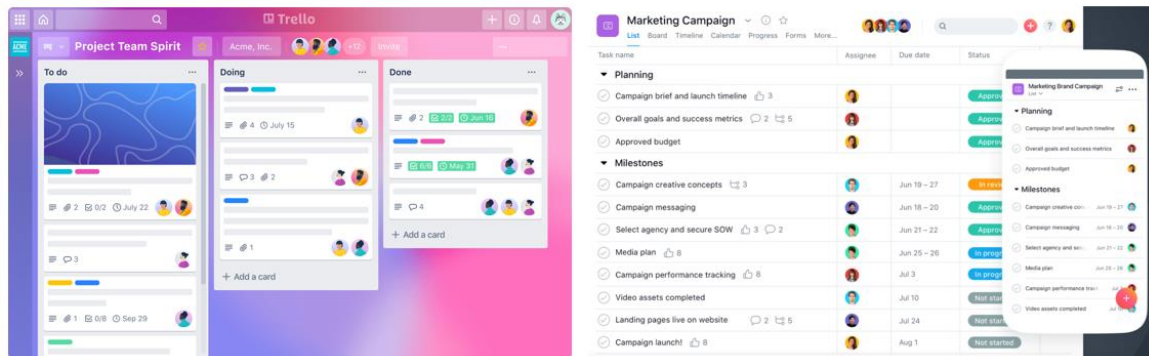 Trello
ACME
Project Team Spirit
Acme, Inc.
+12
Invite
To do
2
0/2
July 22
3
1
0/8
Sep 29
Doing
4
July 15
3
2
1
+ Add a card
Done
2
2/2
Jun 16
6/6
May 31
4
+ Add a card
Marketing Campaign
List Board Timeline Calendar Progress Forms More...
?
Task name Assignee Due date Status
Planning
Campaign brief and launch timeline 3 Approv
Overall goals and success metrics 2 5 Approv
Approved budget Approv
Milestones
Campaign creative concepts 3 Jun 19 – 27 In revi
Campaign messaging Jun 18 – 20 Approv
Select agency and secure SOW 3 2 Jun 21 – 22 Approv
Media plan 8 Jun 25 – 26 In progr
Campaign performance tracking 8 Jul 3 In progr
Video assets completed Jul 10 Not star
Landing pages live on website 2 5 Jul 24 Not star
Campaign launch! 8 Aug 1 Not started
Marketing Brand Campaign
List
Planning
Campaign brief and launch timeline
Overall goals and success metrics
Approved budget
Milestones
Campaign creative con Jun 19 – 27
Campaign messaging Jun 18 – 20
Select agency and sec Jun 21 – 22
Media plan Jun 25 – 26
Campaign performance trac Jul
Video assets completed Jul